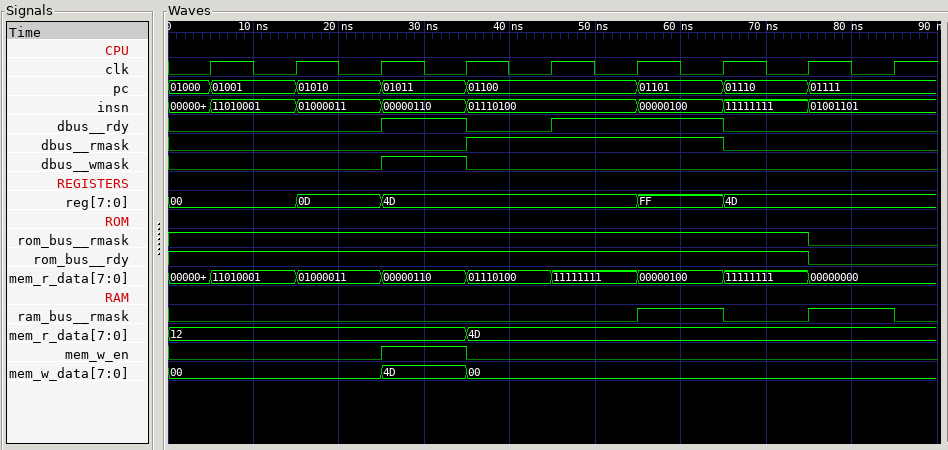 Signals
Waves
Time
0 10 ns 20 ns 30 ns 40 ns 50 ns 60 ns 70 ns 80 ns 90 n
CPU
clk
pc 01000 01001 01010 01011 01100 01101 01110 01111
insn 00000+ 11010001 01000011 00000110 01110100 00000100 11111111 01001101
dbus__rdy
dbus__rmask
dbus__wmask
REGISTERS
reg[7:0] 00 0D 4D FF 4D
ROM
rom_bus__rmask
rom_bus__rdy
mem_r_data[7:0] 00000+ 11010001 01000011 00000110 01110100 11111111 00000100 11111111 00000000
RAM
ram_bus__rmask
mem_r_data[7:0] 12 4D
mem_w_en
mem_w_data[7:0] 00 4D 00